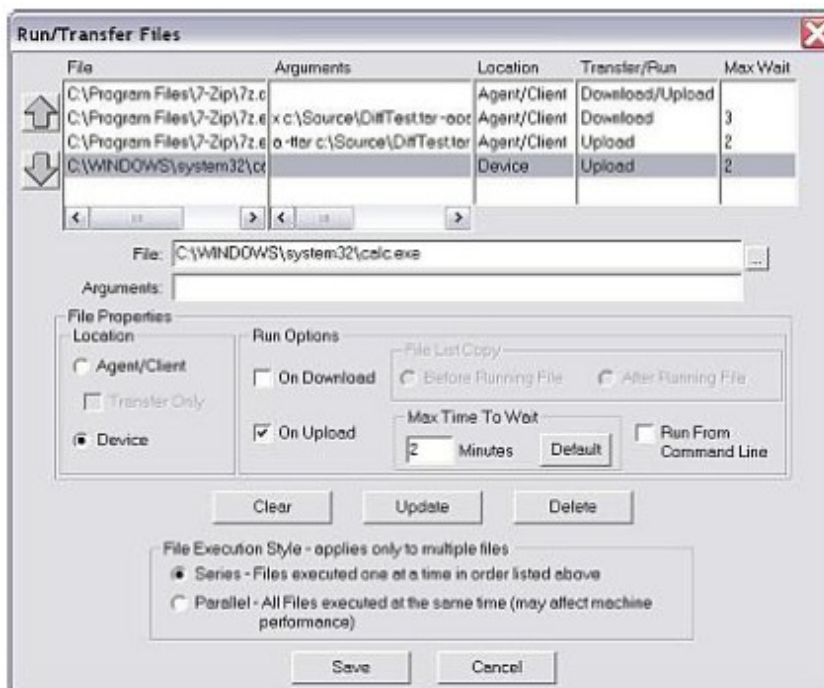 Run/Transfer Files
File Arguments Location Transfer/Run Max Wait
C:\Program Files\7-Zip\7z.c Agent/Client Download/Upload
C:\Program Files\7-Zip\7z.e x c:\Source\DiffTest.tar -aoa Agent/Client Download 3
C:\Program Files\7-Zip\7z.e a -ttar c:\Source\DiffTest.tar Agent/Client Upload 2
C:\WINDOWS\system32\ca Device Upload 2
File: C:\WINDOWS\system32\calc.exe ...
Arguments:
File Properties
Location Run Options
File List Copy
Agent/Client On Download Before Running File After Running File
Transfer Only
Max Time To Wait
Device On Upload 2 Minutes Default Run From
Command Line
Clear Update Delete
File Execution Style - applies only to multiple files
Series - Files executed one at a time in order listed above
Parallel - All Files executed at the same time (may affect machine
performance)
Save Cancel